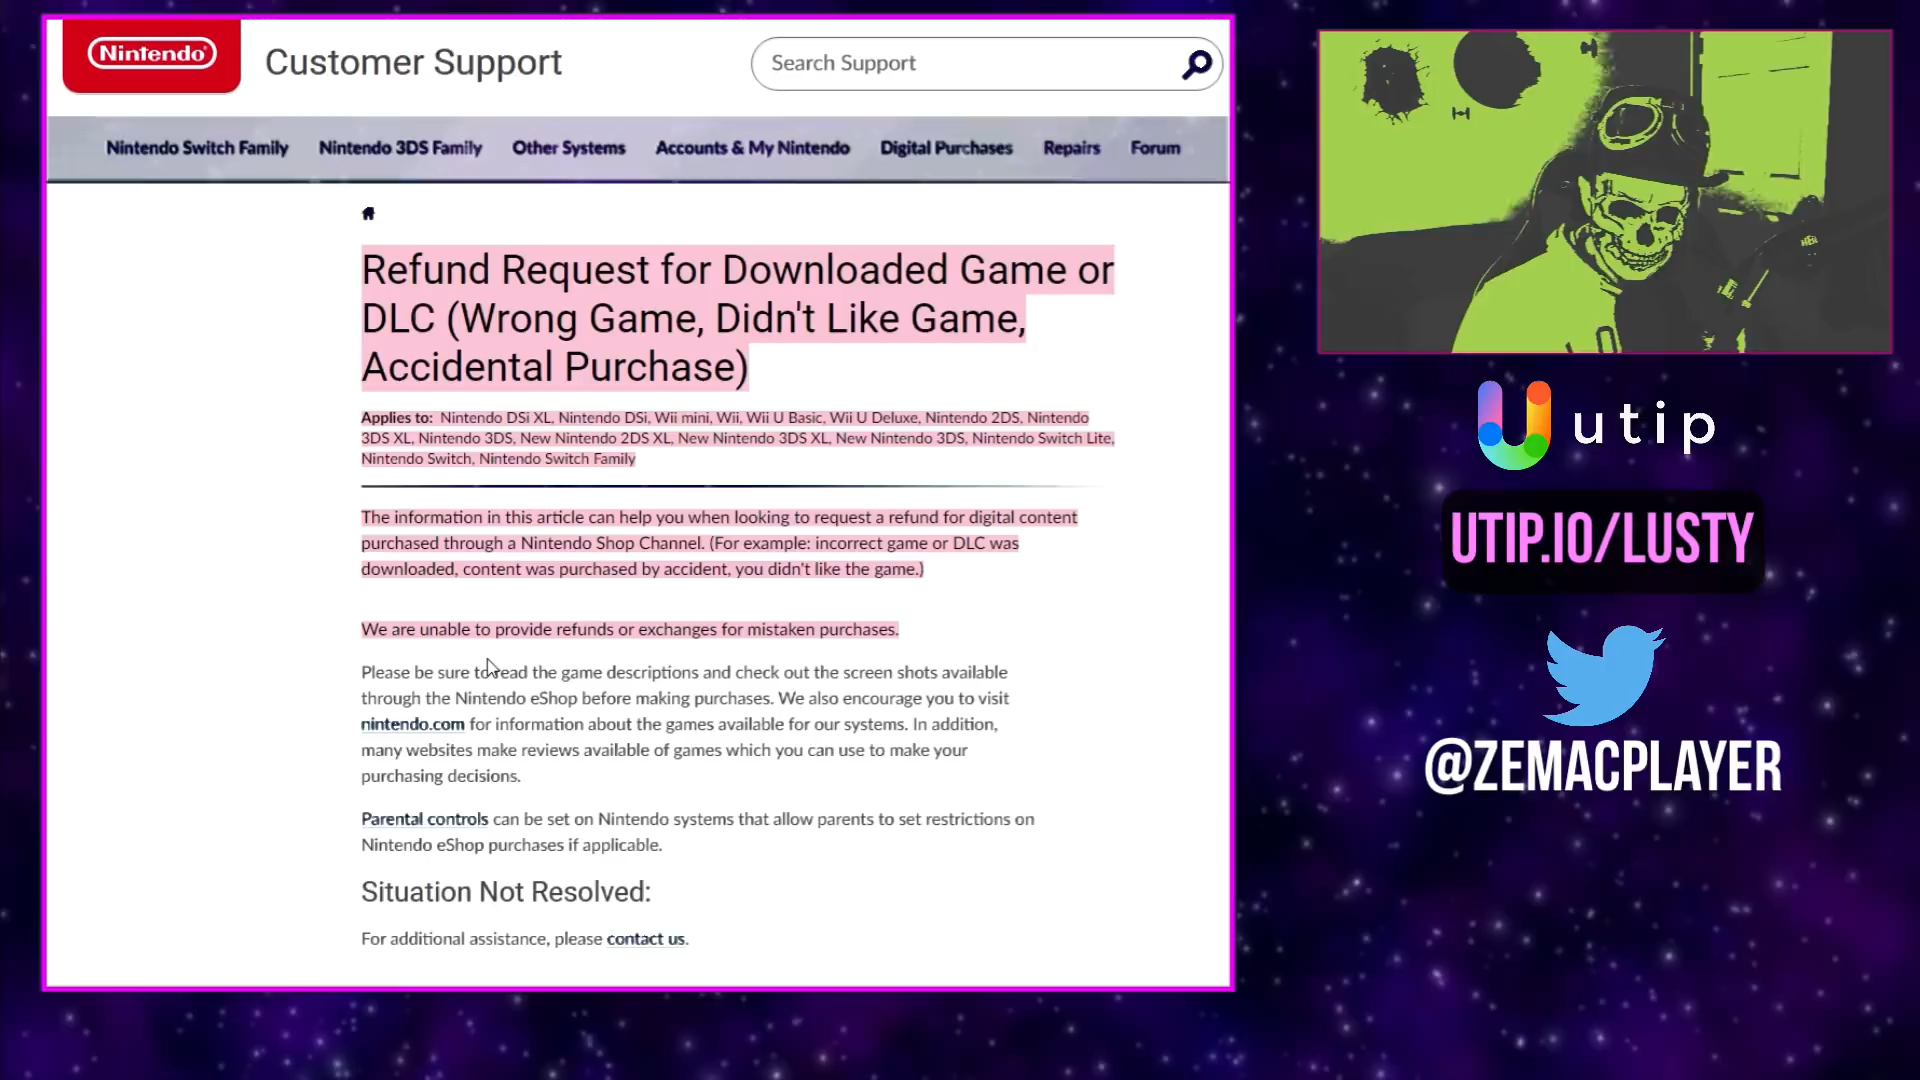 Nintendo
Customer Support
Search Support
Nintendo Switch Family
Nintendo 3DS Family
Other Systems
Accounts & My Nintendo
Digital Purchases
Repairs
Forum
Refund Request for Downloaded Game or
DLC (Wrong Game, Didn't Like Game,
Accidental Purchase)
Applies to: Nintendo DSi XL, Nintendo DSi, Wii mini, Wii, Wii U Basic, Wii U Deluxe, Nintendo 2DS, Nintendo
3DS XL, Nintendo 3DS, New Nintendo 2DS XL, New Nintendo 3DS XL, New Nintendo 3DS, Nintendo Switch Lite,
Nintendo Switch, Nintendo Switch Family
The information in this article can help you when looking to request a refund for digital content
purchased through a Nintendo Shop Channel. (For example: incorrect game or DLC was
downloaded, content was purchased by accident, you didn't like the game.)
We are unable to provide refunds or exchanges for mistaken purchases.
Please be sure to read the game descriptions and check out the screen shots available
through the Nintendo eShop before making purchases. We also encourage you to visit
nintendo.com for information about the games available for our systems. In addition,
many websites make reviews available of games which you can use to make your
purchasing decisions.
Parental controls can be set on Nintendo systems that allow parents to set restrictions on
Nintendo eShop purchases if applicable.
Situation Not Resolved:
For additional assistance, please contact us.
utip
UTIP.IO/LUSTY
@ZEMACPLAYER